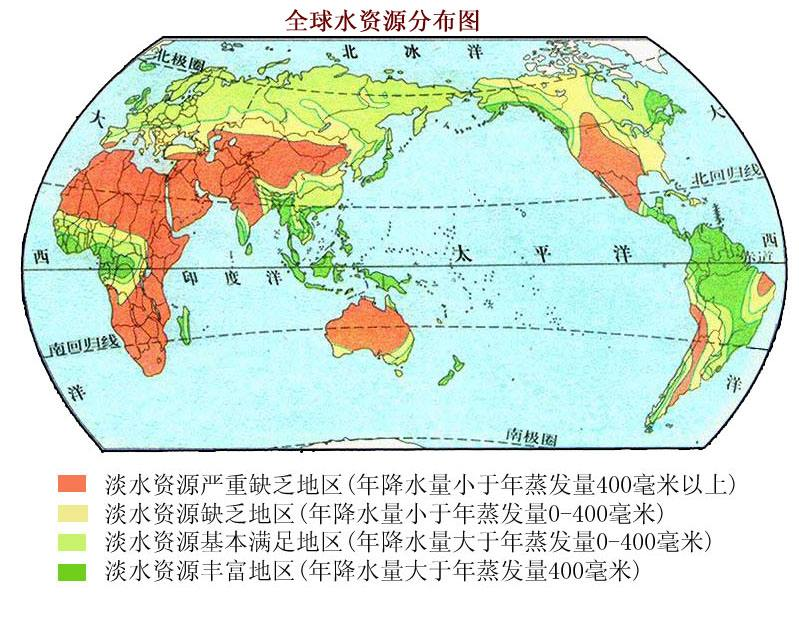 全球水资源分布图
北冰洋
北极圈
大
大
北回归线
西
西
太平洋
赤道
印度洋
南回归线
洋
洋
南极圈
淡水资源严重缺乏地区(年降水量小于年蒸发量400毫米以上)
淡水资源缺乏地区(年降水量小于年蒸发量0-400毫米)
淡水资源基本满足地区(年降水量大于年蒸发量0-400毫米)
淡水资源丰富地区(年降水量大于年蒸发量400毫米)